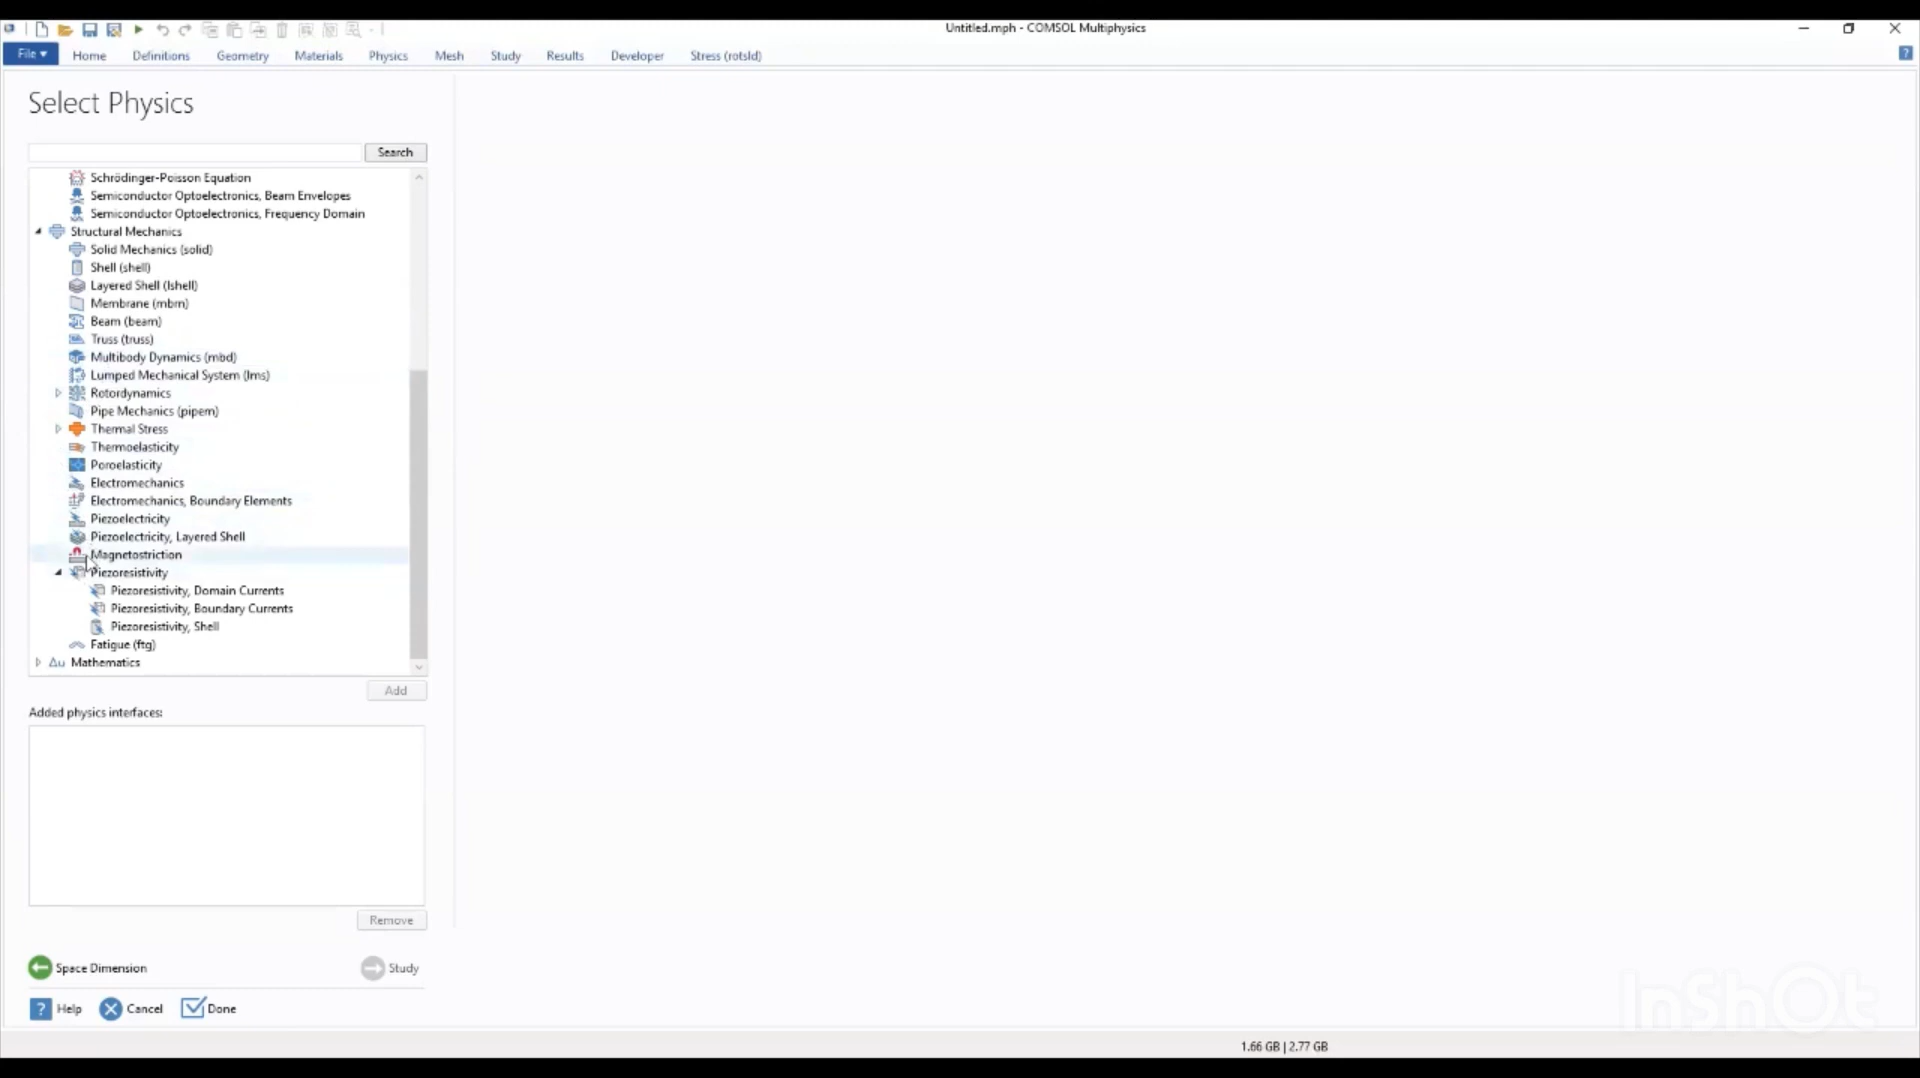 Untitled.mph - COMSOL Multiphysics
File
Home
Definitions
Geometry
Materials
Physics
Mesh
Study
Results
Developer
Stress (rotsld)
?
Select Physics
Search
Schrödinger-Poisson Equation
Semiconductor Optoelectronics, Beam Envelopes
Semiconductor Optoelectronics, Frequency Domain
Structural Mechanics
Solid Mechanics (solid)
Shell (shell)
Layered Shell (lshell)
Membrane (mbrn)
Beam (beam)
Truss (truss)
Multibody Dynamics (mbd)
Lumped Mechanical System (lms)
Rotordynamics
Pipe Mechanics (pipem)
Thermal Stress
Thermoelasticity
Poroelasticity
Electromechanics
Electromechanics, Boundary Elements
Piezoelectricity
Piezoelectricity, Layered Shell
Magnetostriction
Piezoresistivity
Piezoresistivity, Domain Currents
Piezoresistivity, Boundary Currents
Piezoresistivity, Shell
Fatigue (ftg)
Δu Mathematics
Add
Added physics interfaces:
Remove
Space Dimension
Study
? Help
Cancel
Done
InShOt
1.66 GB | 2.77 GB